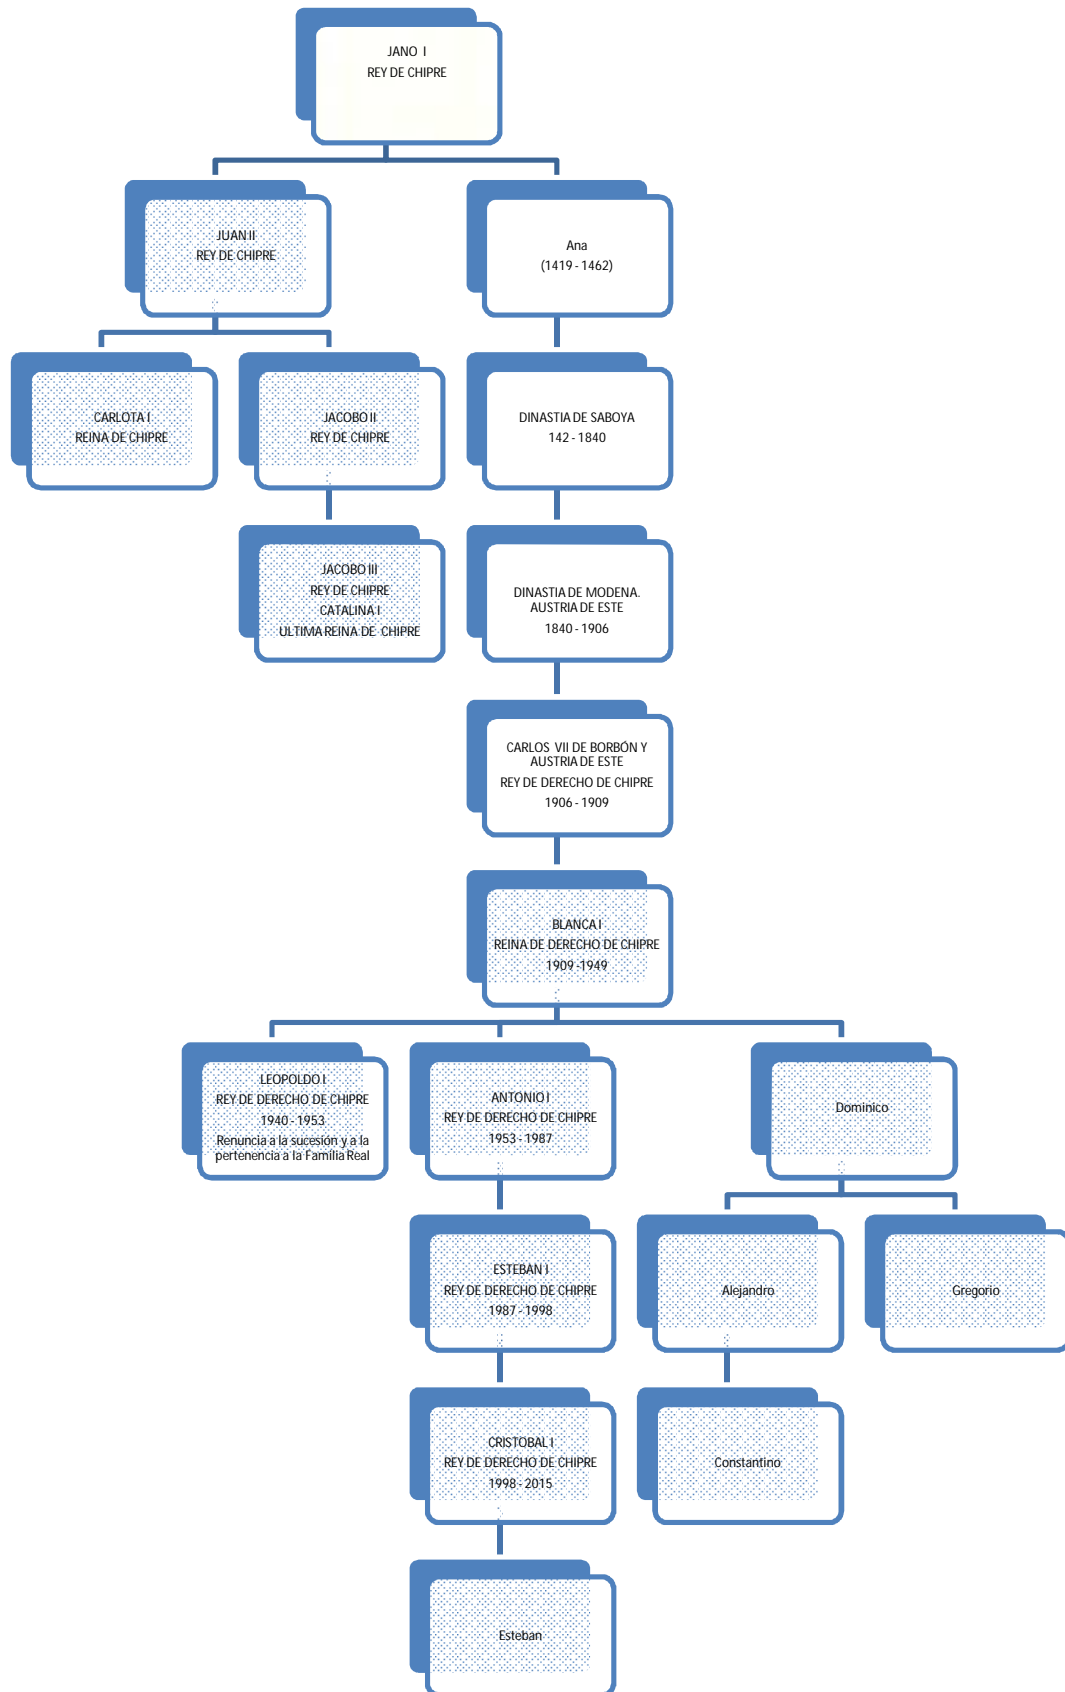 JANO I
REY DE CHIPRE
JUAN II
REY DE CHIPRE
Ana
(1419 - 1462)
CARLOTA I
REINA DE CHIPRE
JACOBO II
REY DE CHIPRE
DINASTIA DE SABOYA
142 - 1840
JACOBO III
REY DE CHIPRE
CATALINA I
ULTIMA REINA DE CHIPRE
DINASTIA DE MODENA.
AUSTRIA DE ESTE
1840 - 1906
CARLOS VII DE BORBÓN Y
AUSTRIA DE ESTE
REY DE DERECHO DE CHIPRE
1906 - 1909
BLANCA I
REINA DE DERECHO DE CHIPRE
1909 -1949
LEOPOLDO I
REY DE DERECHO DE CHIPRE
1940 - 1953
Renuncia a la sucesión y a la
pertenencia a la Familia Real
ANTONIO I
REY DE DERECHO DE CHIPRE
1953 - 1987
Dominico
ESTEBAN I
REY DE DERECHO DE CHIPRE
1987 - 1998
Alejandro
Gregorio
CRISTOBAL I
REY DE DERECHO DE CHIPRE
1998 - 2015
Constantino
Esteban